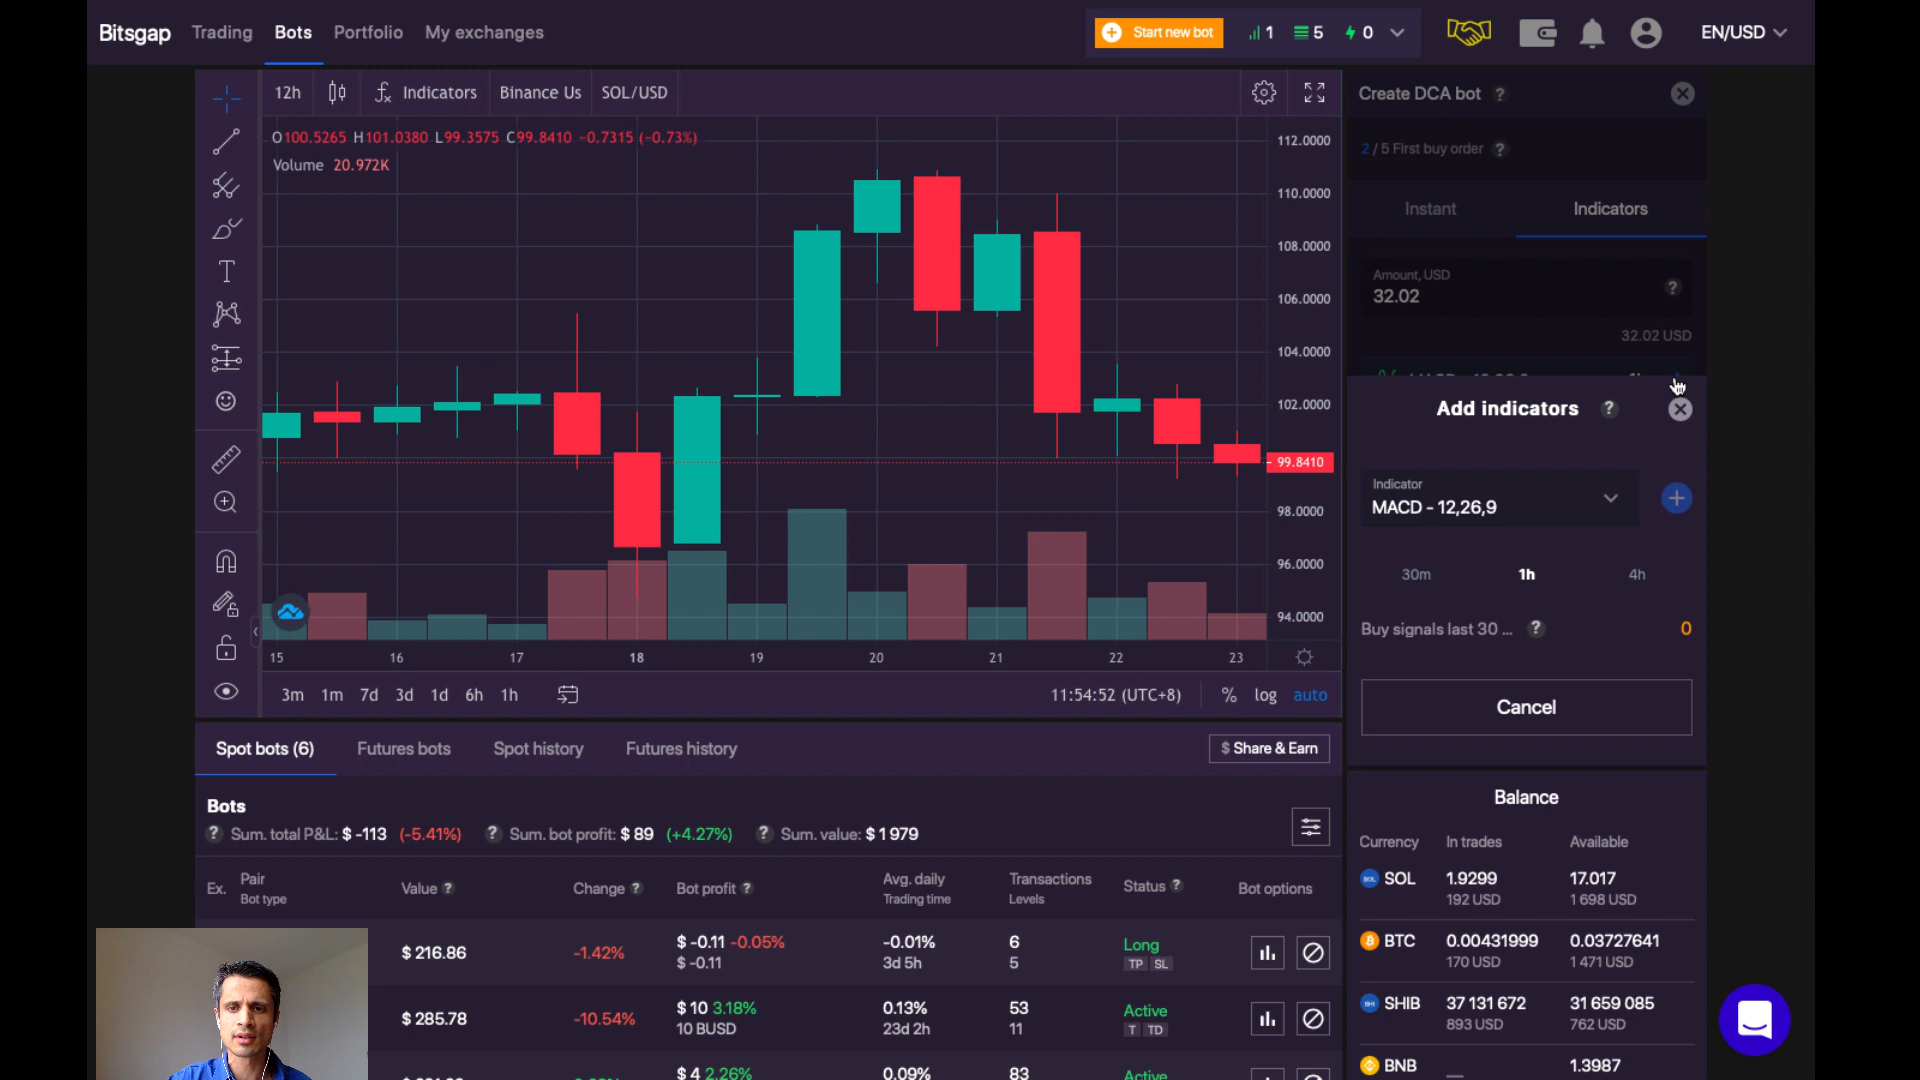 Bitsgap Trading Bots Portfolio My exchanges Start new bot 1 5 0 EN/USD
12h Indicators Binance Us SOL/USD
O100.5265 H101.0380 L99.3575 C99.8410 −0.7315 (−0.73%)
Volume 20.972K
112.0000
110.0000
108.0000
106.0000
104.0000
102.0000
99.8410
98.0000
96.0000
94.0000
15 16 17 18 19 20 21 22 23
3m 1m 7d 3d 1d 6h 1h 11:54:52 (UTC+8) % log auto
Create DCA bot ?
2 / 5 First buy order ?
Instant Indicators
Amount, USD
32.02 ?
32.02 USD
Add indicators ?
Indicator
MACD - 12,26,9
30m 1h 4h
Buy signals last 30 ... ? 0
Cancel
Spot bots (6) Futures bots Spot history Futures history $ Share & Earn
Bots
? Sum. total P&L: $ -113 (-5.41%) ? Sum. bot profit: $ 89 (+4.27%) ? Sum. value: $ 1 979
Ex. Pair Value ? Change ? Bot profit ? Avg. daily Transactions Status ? Bot options
Bot type Trading time Levels
$ 216.86 -1.42% $ -0.11 -0.05% -0.01% 6 Long
$ -0.11 3d 5h 5 TP SL
$ 285.78 -10.54% $ 10 3.18% 0.13% 53 Active
10 BUSD 23d 2h 11 T TD
$ 4 2.26% 0.09% 83 Active
Balance
Currency In trades Available
SOL 1.9299 17.017
192 USD 1 698 USD
BTC 0.00431999 0.03727641
170 USD 1 471 USD
SHIB 37 131 672 31 659 085
893 USD 762 USD
BNB — 1.3987